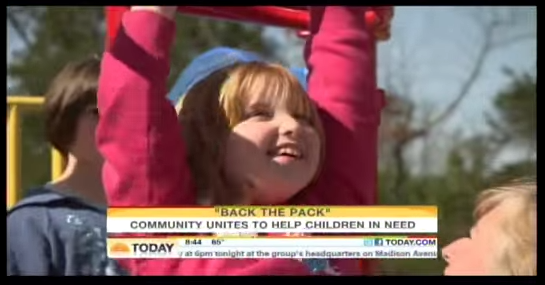 "BACK THE PACK"
COMMUNITY UNITES TO HELP CHILDREN IN NEED
TODAY 8:44 65° TODAY.COM
at 6pm tonight at the group's headquarters on Madison Avenu